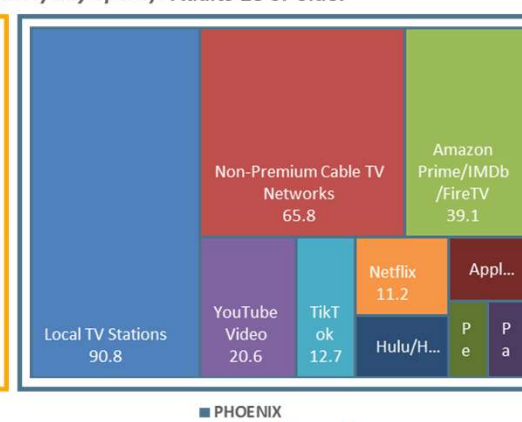 Adults 18 or older
Local TV Stations
90.8
Non-Premium Cable TV
Networks
65.8
Amazon
Prime/IMDb
/FireTV
39.1
YouTube
Video
20.6
TikT
ok
12.7
Netflix
11.2
Hulu/H...
Appl...
P
e
P
a
PHOENIX